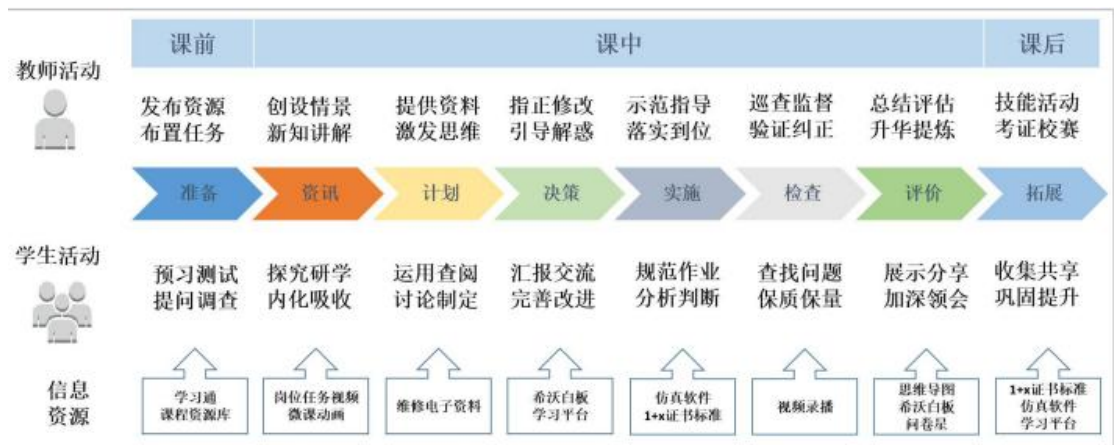 课前
课中
课后
教师活动
发布资源
布置任务
创设情景
新知讲解
提供资料
激发思维
指正修改
引导解惑
示范指导
落实到位
巡查监督
验证纠正
总结评估
升华提炼
技能活动
考证校赛
准备
资讯
计划
决策
实施
检查
评价
拓展
学生活动
预习测试
提问调查
探究研学
内化吸收
运用查阅
讨论制定
汇报交流
完善改进
规范作业
分析判断
查找问题
保质保量
展示分享
加深领会
收集共享
巩固提升
信息
资源
学习通
课程资源库
岗位任务视频
微课动画
维修电子资料
希沃白板
学习平台
仿真软件
1+x证书标准
视频录播
思维导图
希沃白板
问卷星
1+x证书标准
仿真软件
学习平台